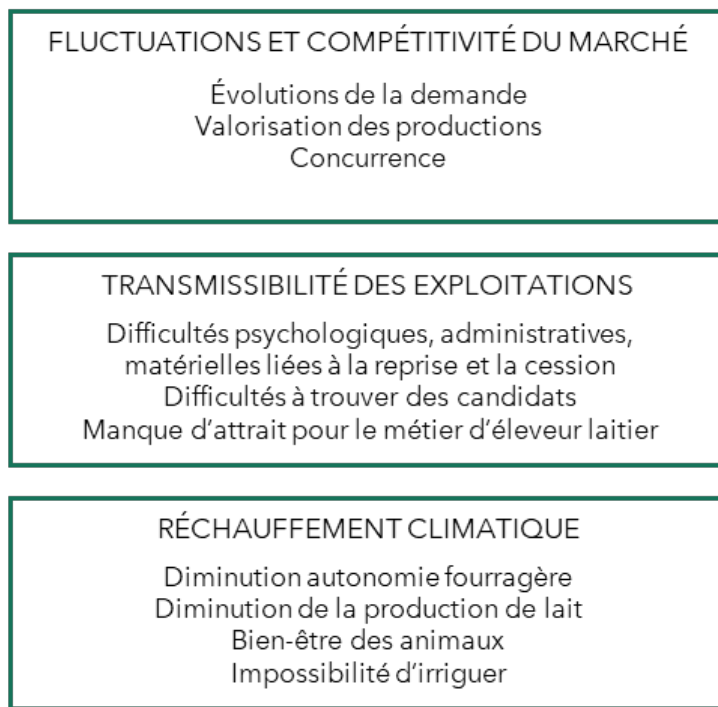 FLUCTUATIONS ET COMPÉTITIVITÉ DU MARCHÉ
Évolutions de la demande
Valorisation des productions
Concurrence
TRANSMISSIBILITÉ DES EXPLOITATIONS
Difficultés psychologiques, administratives,
matérielles liées à la reprise et la cession
Difficultés à trouver des candidats
Manque d'attrait pour le métier d'éleveur laitier
RÉCHAUFFEMENT CLIMATIQUE
Diminution autonomie fourragère
Diminution de la production de lait
Bien-être des animaux
Impossibilité d'irriguer